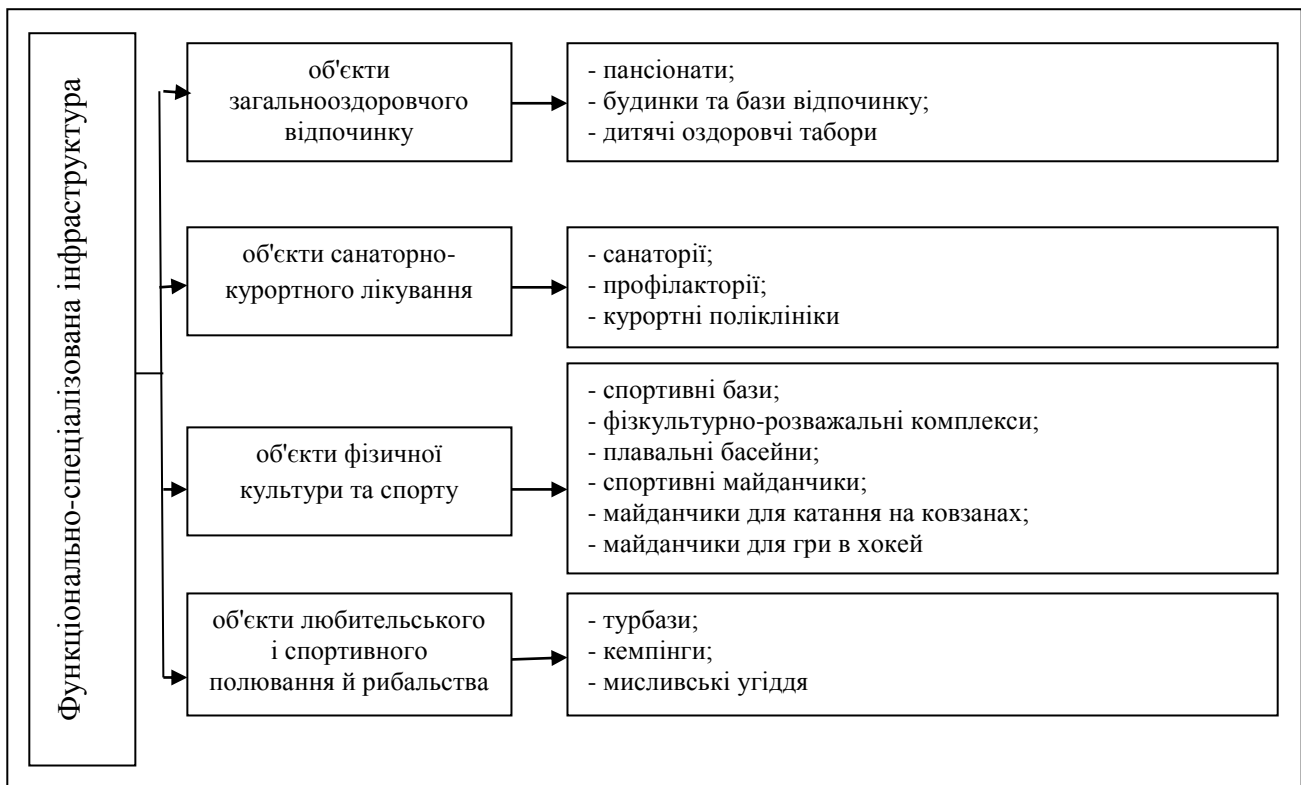 Функціонально-спеціалізована інфраструктура
об'єкти
загальнооздоровчого
відпочинку
- пансіонати;
- будинки та бази відпочинку;
- дитячі оздоровчі табори
об'єкти санаторно-
курортного лікування
- санаторії;
- профілакторії;
- курортні поліклініки
об'єкти фізичної
культури та спорту
- спортивні бази;
- фізкультурно-розважальні комплекси;
- плавальні басейни;
- спортивні майданчики;
- майданчики для катання на ковзанах;
- майданчики для гри в хокей
об'єкти любительського
і спортивного
полювання й рибальства
- турбази;
- кемпінги;
- мисливські угіддя